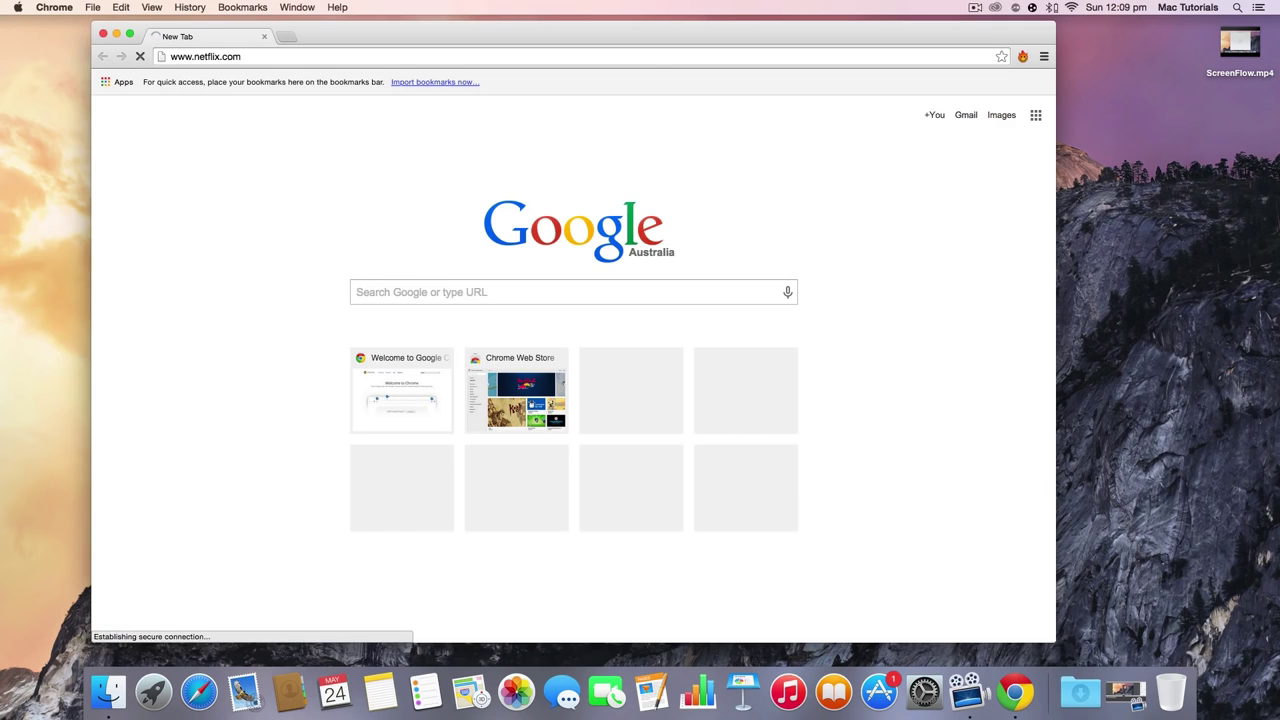 Chrome File Edit View History Bookmarks Window Help Sun 12:09 pm Mac Tutorials
New Tab
www.netflix.com
Apps For quick access, place your bookmarks here on the bookmarks bar. Import bookmarks now...
ScreenFlow.mp4
+You Gmail Images
Google
Australia
Search Google or type URL
Welcome to Google C
Chrome Web Store
Welcome to Chrome
Establishing secure connection...
MAY
24
1